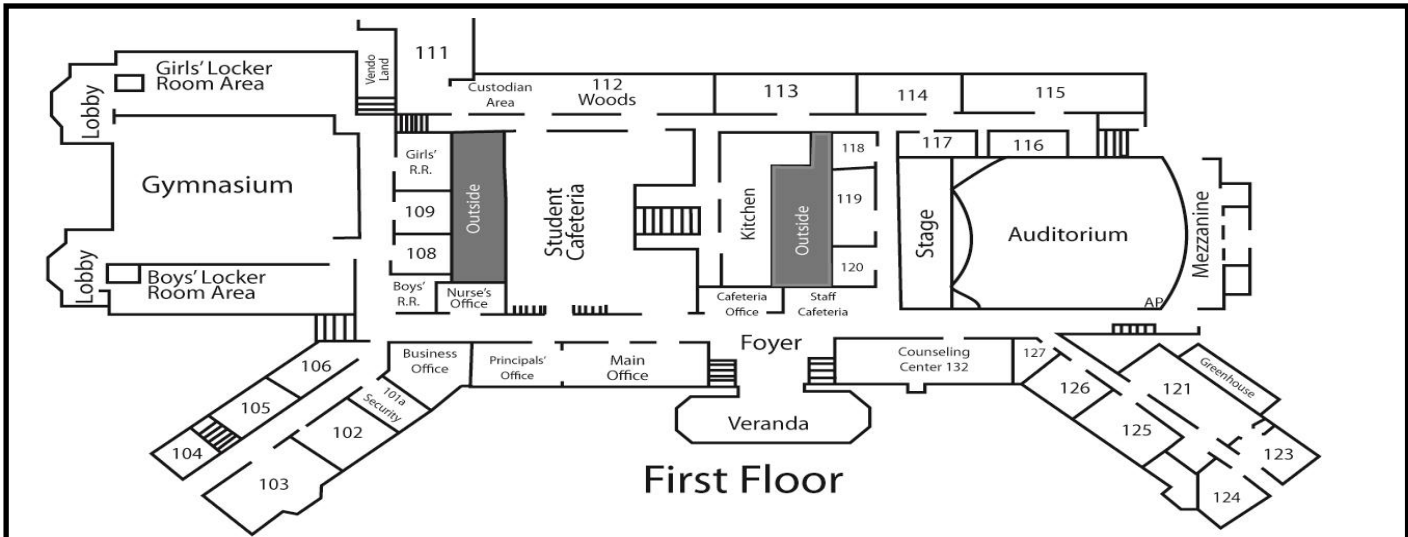 111
Girls' Locker
Room Area
Vendo
Land
Lobby
Custodian
Area
112
Woods
113
114
115
Gymnasium
Girls'
R.R.
Outside
Student
Cafeteria
Kitchen
Outside
118
117
116
109
119
Stage
Auditorium
Mezzanine
108
120
Lobby
Boys' Locker
Room Area
Boys'
R.R.
Nurse's
Office
Cafeteria
Office
Staff
Cafeteria
AP
Foyer
106
Business
Office
Principals'
Office
Main
Office
Counseling
Center 132
127
Greenhouse
105
101a
Security
126
121
102
Veranda
125
104
123
103
First Floor
124